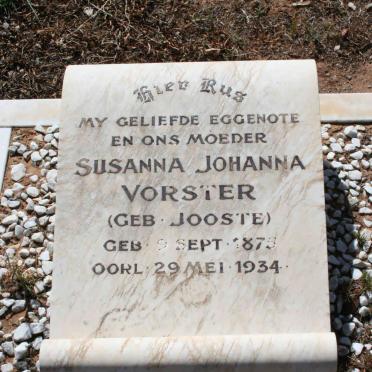 Hier Rus
MY GELIEFDE EGGENOTE
EN ONS MOEDER
SUSANNA JOHANNA
VORSTER
(GEB. JOOSTE)
GEB. 9 SEPT. 1875
OORL. 29 MEI 1934.